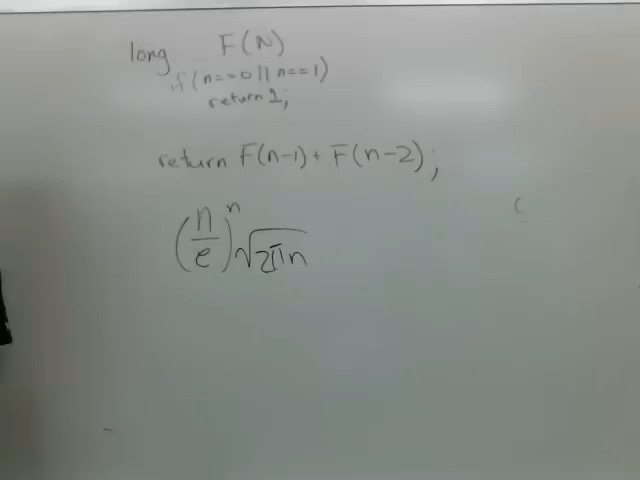 long F(N)
if(n==0||n==1)
return 1;
return F(n-1)+F(n-2);
(n/e)^n √2πn
(